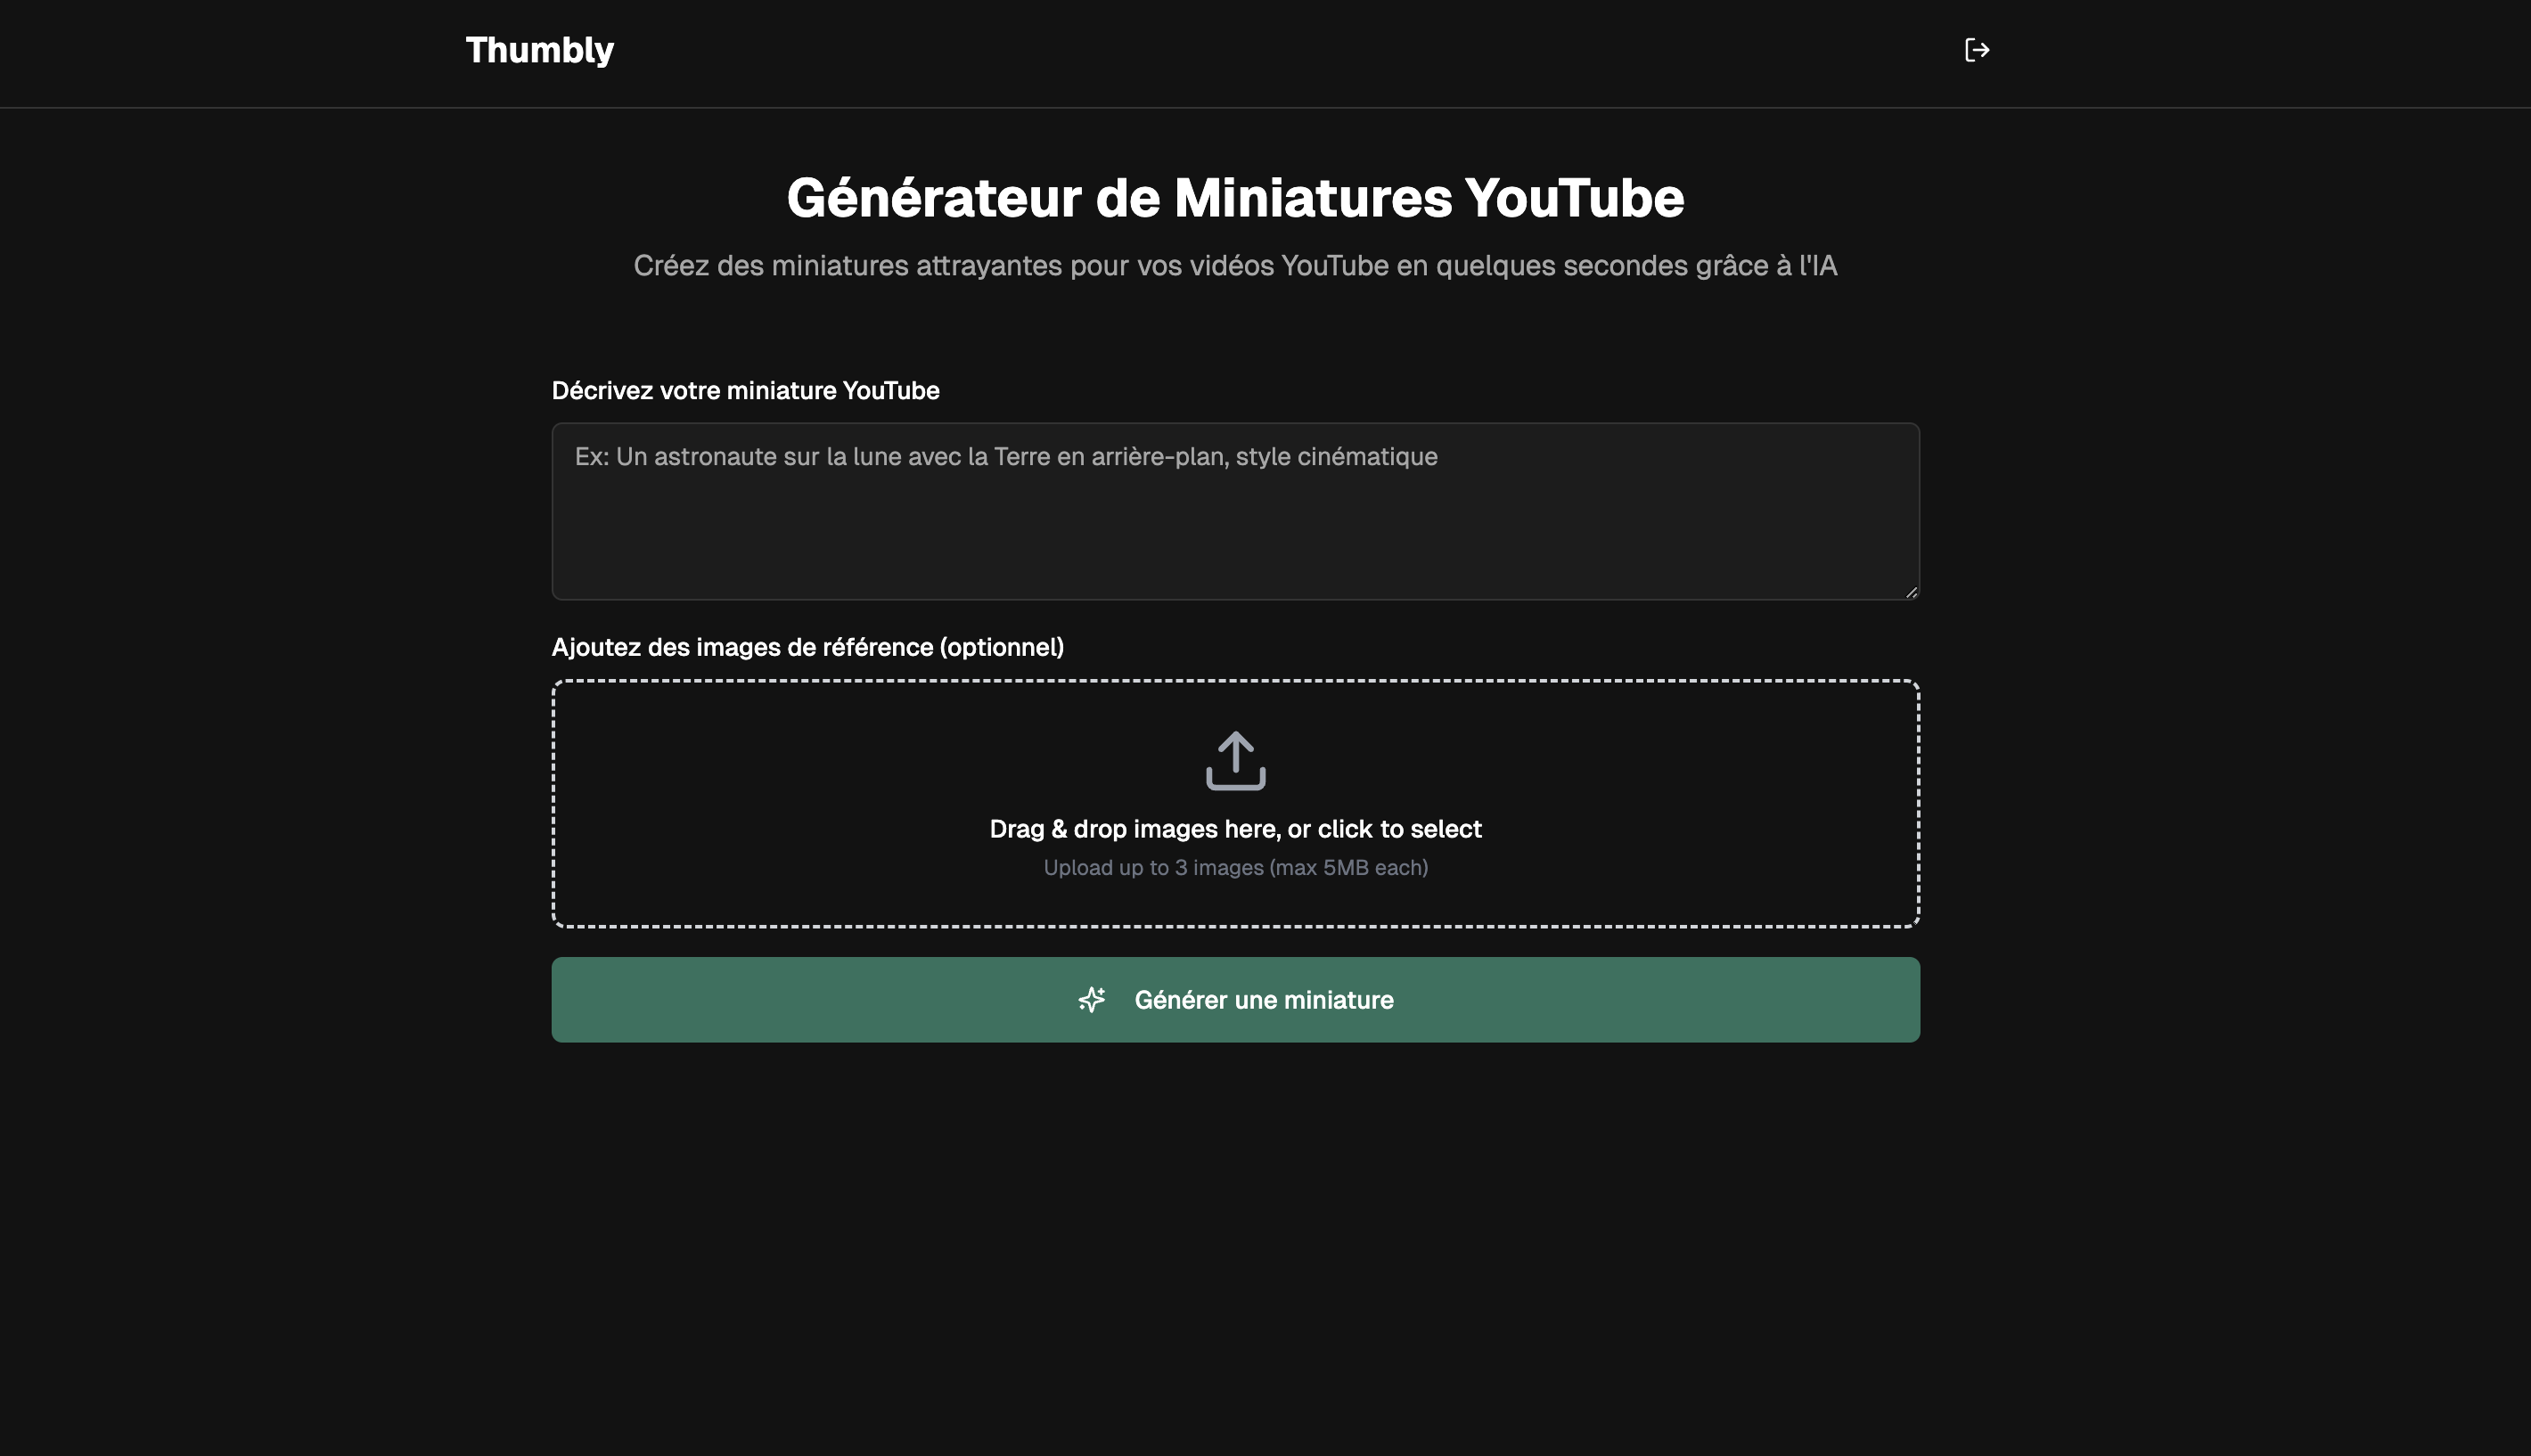 Thumbly
Générateur de Miniatures YouTube
Créez des miniatures attrayantes pour vos vidéos YouTube en quelques secondes grâce à l'IA
Décrivez votre miniature YouTube
Ex: Un astronaute sur la lune avec la Terre en arrière-plan, style cinématique
Ajoutez des images de référence (optionnel)
Drag & drop images here, or click to select
Upload up to 3 images (max 5MB each)
Générer une miniature